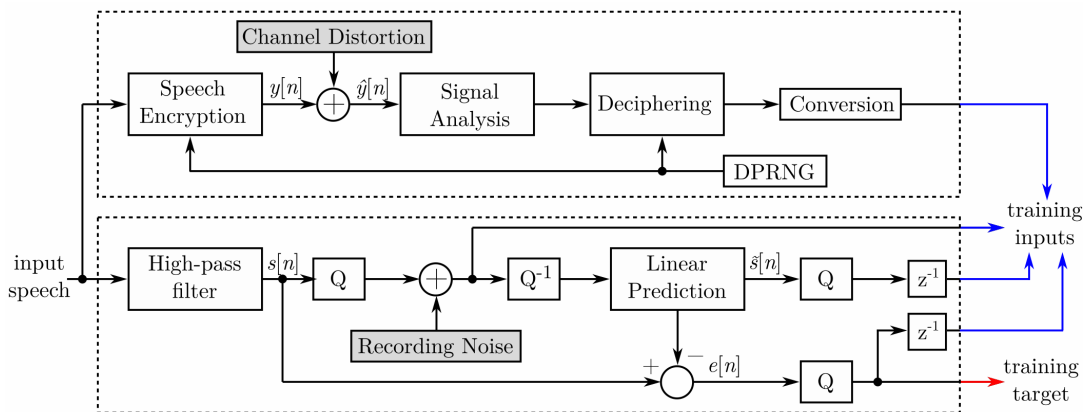 Channel Distortion
Speech
Encryption
y[n]
+
ŷ[n]
Signal
Analysis
Deciphering
Conversion
DPRNG
training
inputs
input
speech
High-pass
filter
s[n]
Q
+
Q-1
Linear
Prediction
s̃[n]
Q
z-1
z-1
Recording Noise
+
−
e[n]
Q
training
target